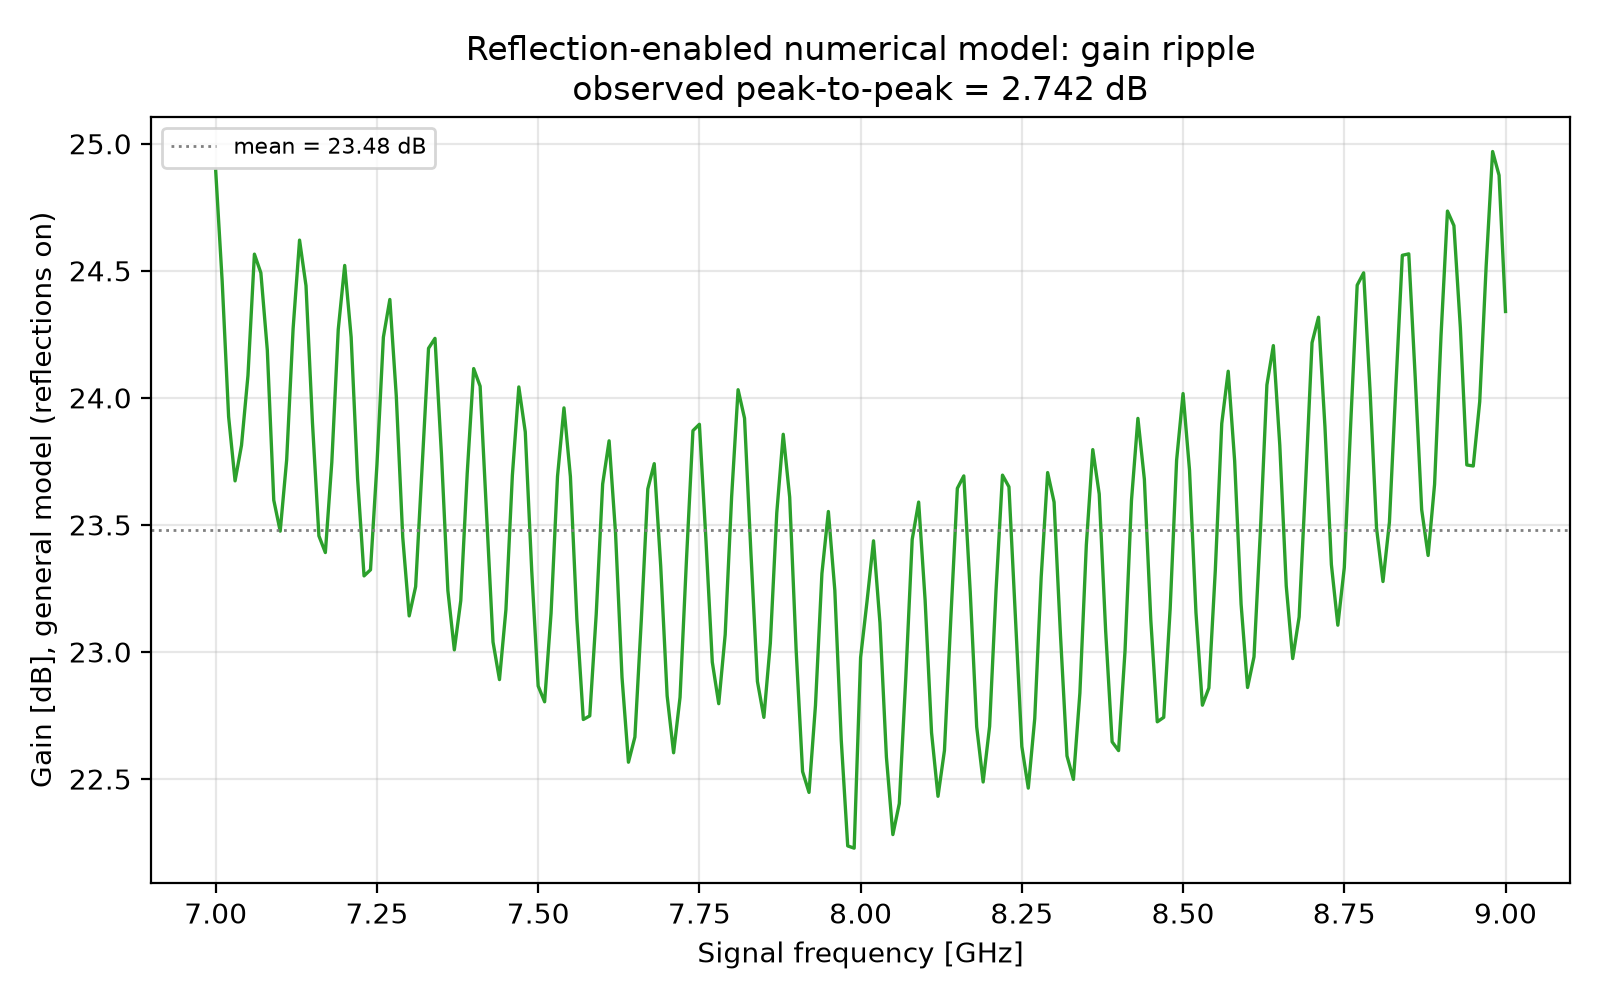 Reflection-enabled numerical model: gain ripple
observed peak-to-peak = 2.742 dB
mean = 23.48 dB
Gain [dB], general model (reflections on)
25.0
24.5
24.0
23.5
23.0
22.5
7.00 7.25 7.50 7.75 8.00 8.25 8.50 8.75 9.00
Signal frequency [GHz]